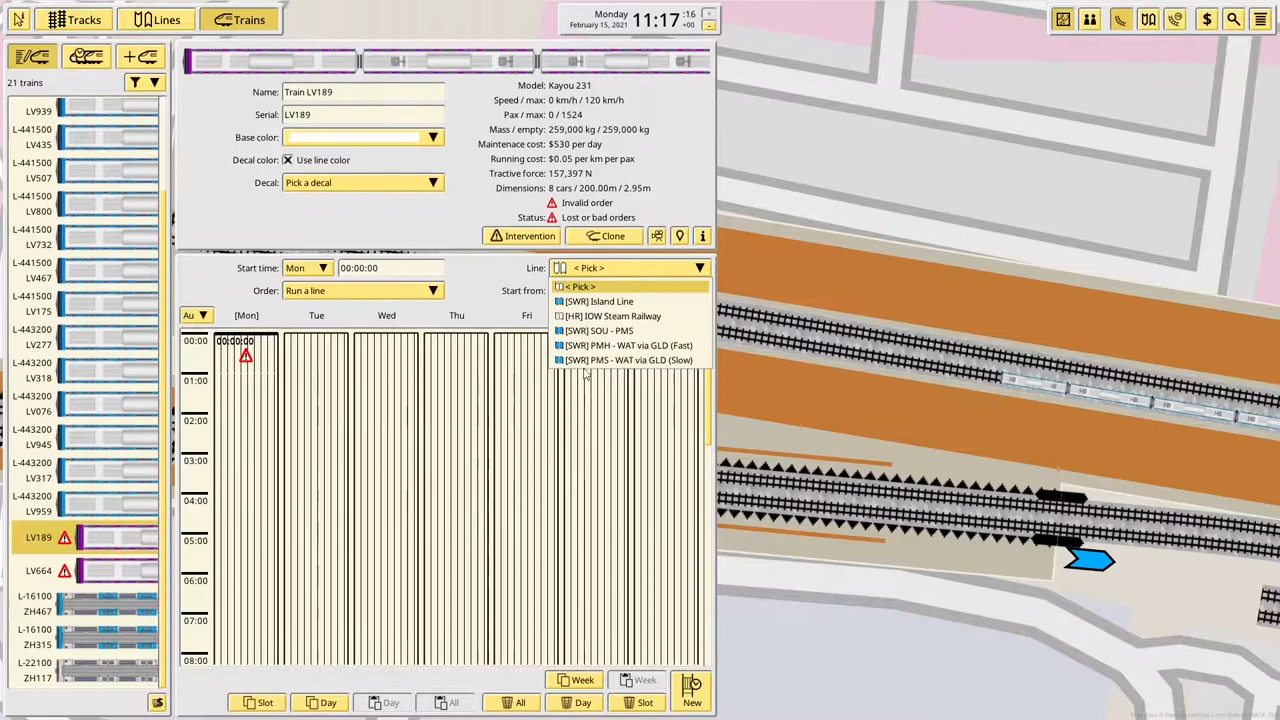 Tracks
Lines
Trains
Monday
February 15, 2021
11:17
:16
+00
21 trains
LV939
L-441500
LV435
L-441500
LV507
L-441500
LV800
L-441500
LV732
L-441500
LV467
L-441500
LV175
L-443200
LV277
L-443200
LV318
L-443200
LV076
L-443200
LV945
L-443200
LV317
L-443200
LV959
LV189
LV664
L-16100
ZH467
L-16100
ZH315
L-22100
ZH117
Name: Train LV189
Serial: LV189
Base color:
Decal color: Use line color
Decal: Pick a decal
Model: Kayou 231
Speed / max: 0 km/h / 120 km/h
Pax / max: 0 / 1524
Mass / empty: 259,000 kg / 259,000 kg
Maintenace cost: $530 per day
Running cost: $0.05 per km per pax
Tractive force: 157,397 N
Dimensions: 8 cars / 200.00m / 2.95m
Invalid order
Status: Lost or bad orders
Intervention
Clone
Start time: Mon 00:00:00
Order: Run a line
Line: < Pick >
Start from:
< Pick >
[SWR] Island Line
[HR] IOW Steam Railway
[SWR] SOU - PMS
[SWR] PMH - WAT via GLD (Fast)
[SWR] PMS - WAT via GLD (Slow)
Au [Mon] Tue Wed Thu Fri
00:00
00:00:00
01:00
02:00
03:00
04:00
05:00
06:00
07:00
08:00
Week
Week
Slot
Day
Day
All
All
Day
Slot
New